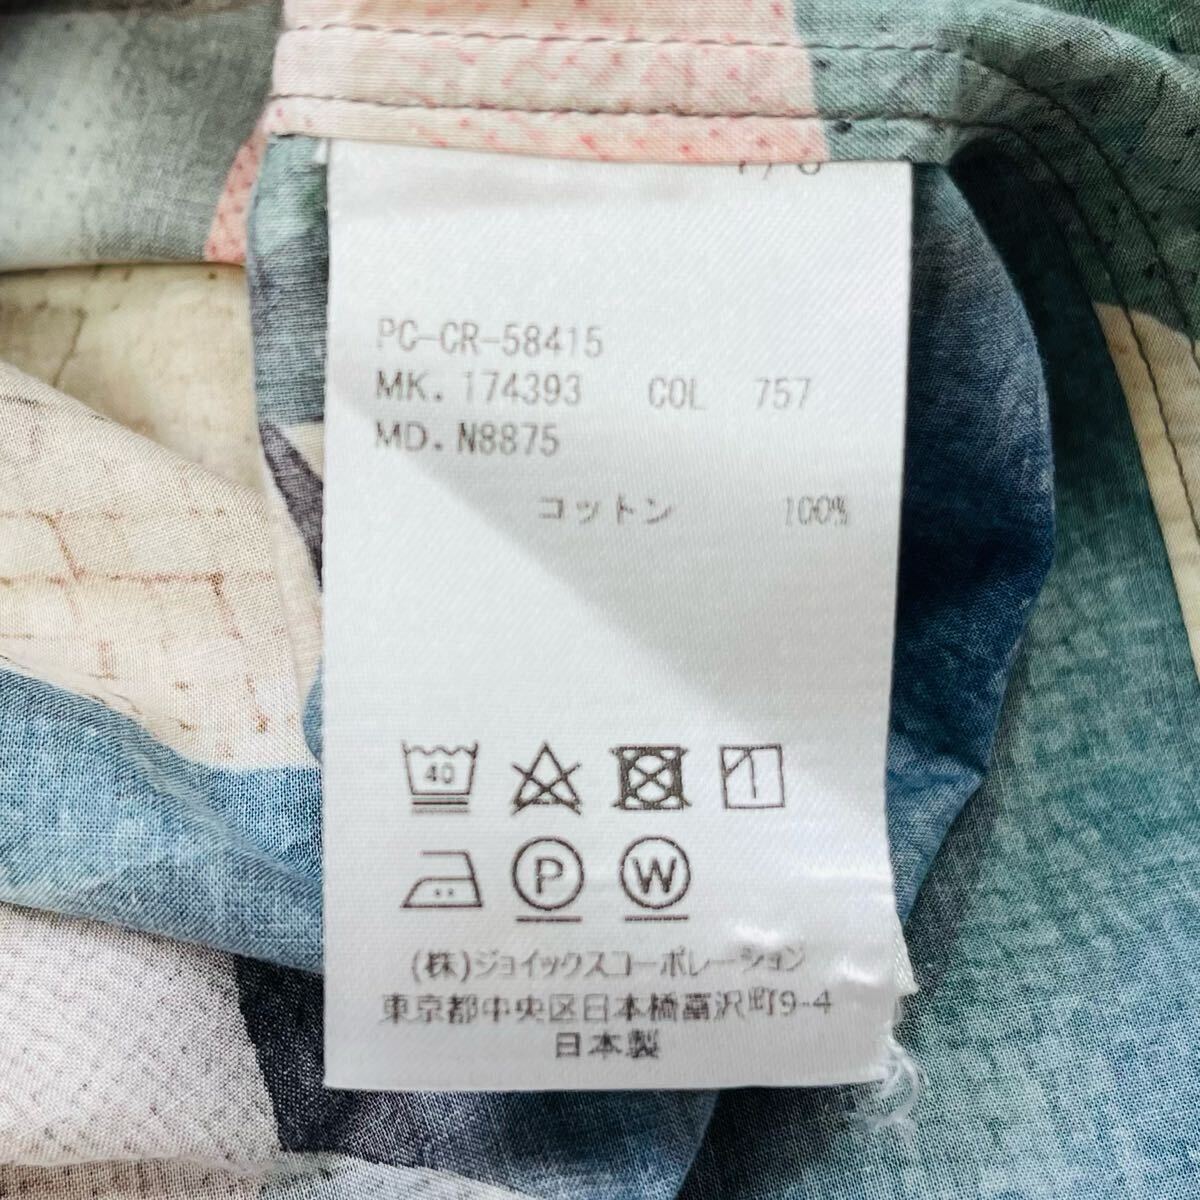 PC-CR-58415
MK. 174393 COL 757
MD. N8875
コットン 100%
40
P W
(株)ジョイックスコーポレーション
東京都中央区日本橋富沢町9-4
日本製